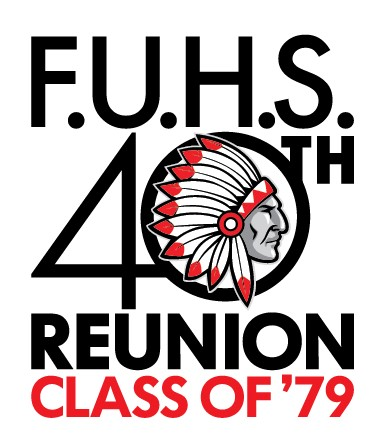 F.U.H.S.
40TH
REUNION
CLASS OF '79